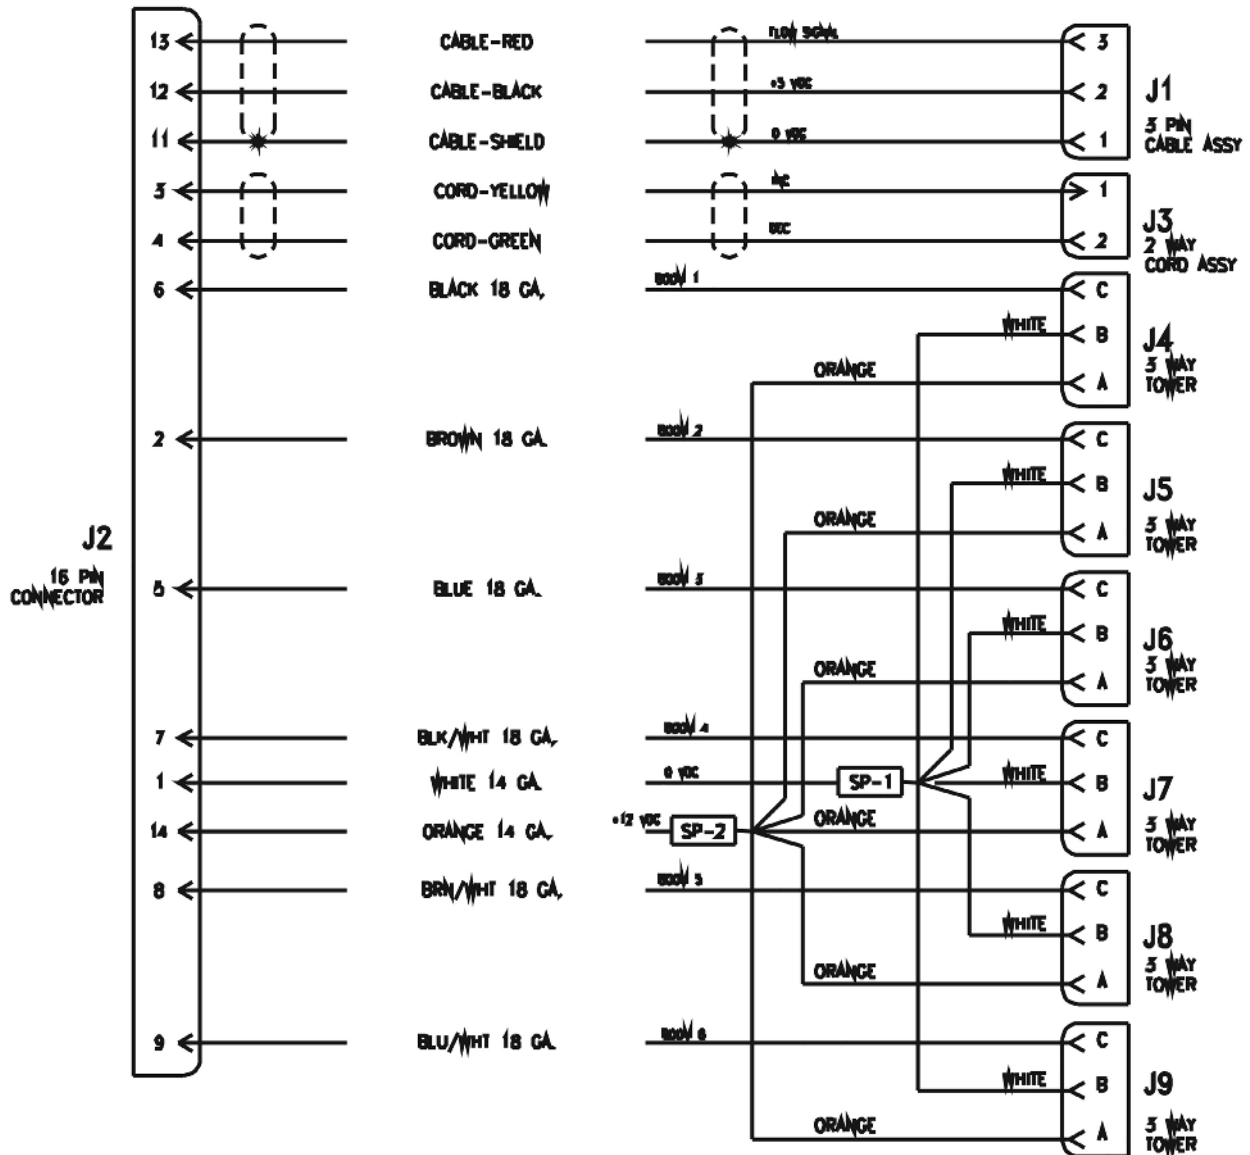 13 CABLE-RED FLOW SIGNAL 3
12 CABLE-BLACK +5 VDC 2
J1
11 CABLE-SHIELD 0 VDC 1
3 PIN
CABLE ASSY
3 CORD-YELLOW 1
J3
4 CORD-GREEN 2
2 WAY
CORD ASSY
6 BLACK 18 GA. BOOM 1 C
WHITE B
J4
3 WAY
TOWER
ORANGE A
2 BROWN 18 GA. BOOM 2 C
WHITE B
J5
ORANGE A
3 WAY
TOWER
J2
16 PIN
CONNECTOR
5 BLUE 18 GA. BOOM 3 C
WHITE B
J6
3 WAY
TOWER
ORANGE A
7 BLK/WHT 18 GA. BOOM 4 C
1 WHITE 14 GA. 0 VDC SP-1 WHITE B
J7
ORANGE
14 ORANGE 14 GA. +12 VDC SP-2 A
3 WAY
TOWER
8 BRN/WHT 18 GA. BOOM 5 C
WHITE B
J8
3 WAY
TOWER
ORANGE A
9 BLU/WHT 18 GA. BOOM 6 C
WHITE B
J9
ORANGE A
3 WAY
TOWER